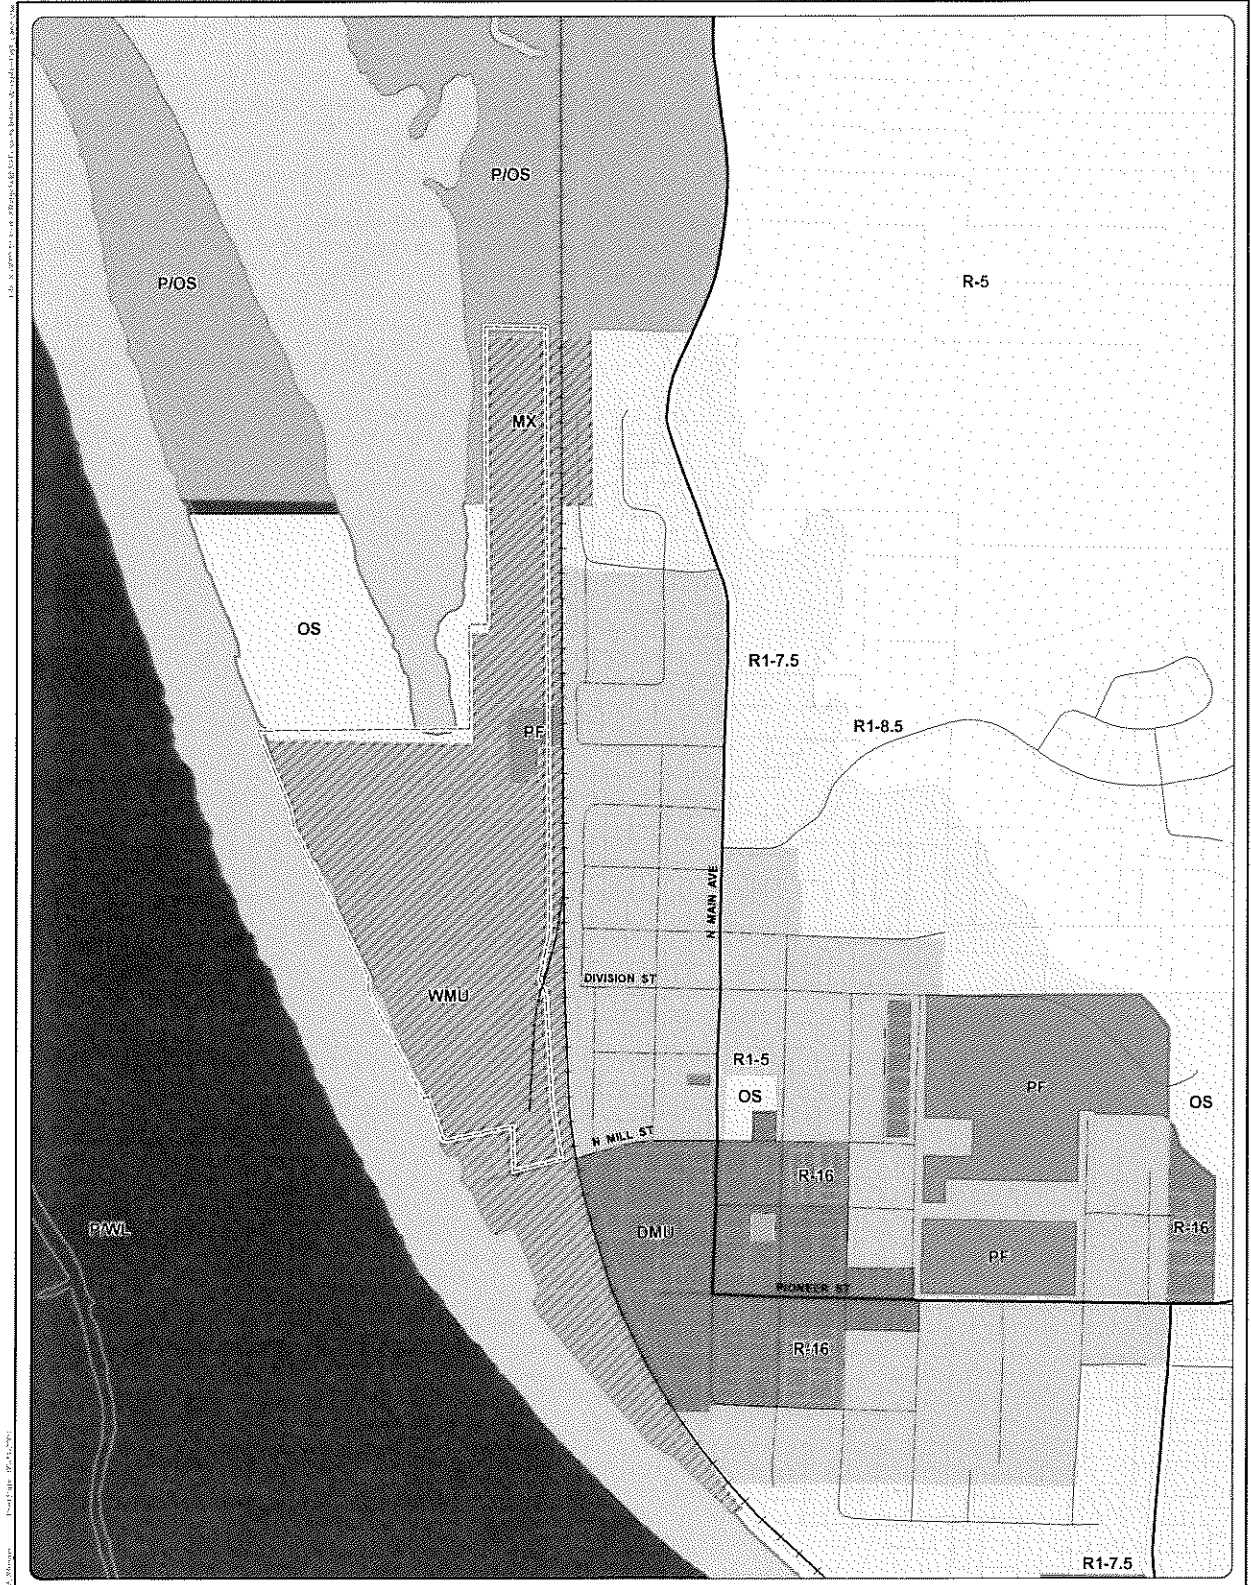 P/OS
P/OS
R-5
MX
OS
R1-7.5
R1-8.5
PF
N MAIN AVE
DIVISION ST
WMU
R1-5
PF
OS
OS
N MILL ST
R-16
P/WL
DMU
R-16
PF
PIONEER ST
R-16
R1-7.5